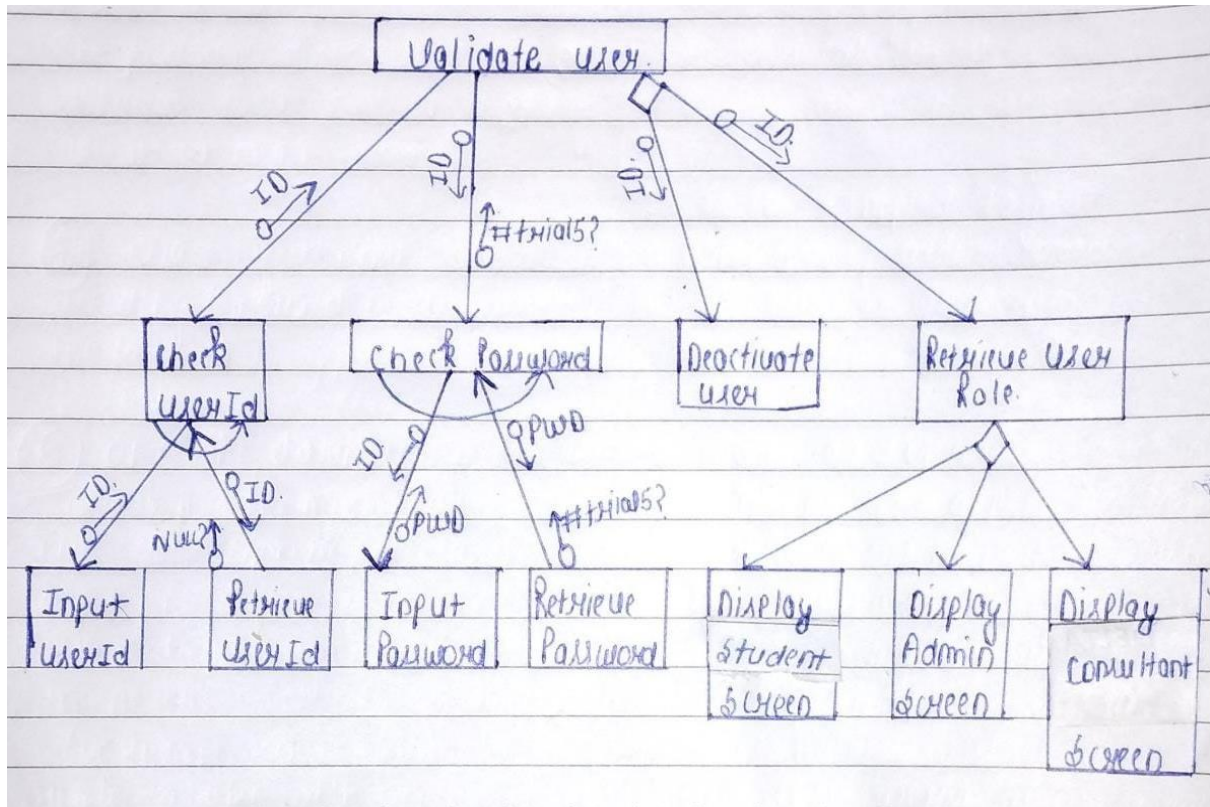 Validate user.
ID
ID
ID
ID.
#trials?
Check
userId
Check Password
Deactivate
user
Retrieve User
Role.
ID.
ID.
Null?
ID
PWD
PWD
#trials?
Input
UserId
Retrieve
UserId
Input
Password
Retrieve
Password
Display
Student
Screen
Display
Admin
Screen
Display
Consultant
Screen